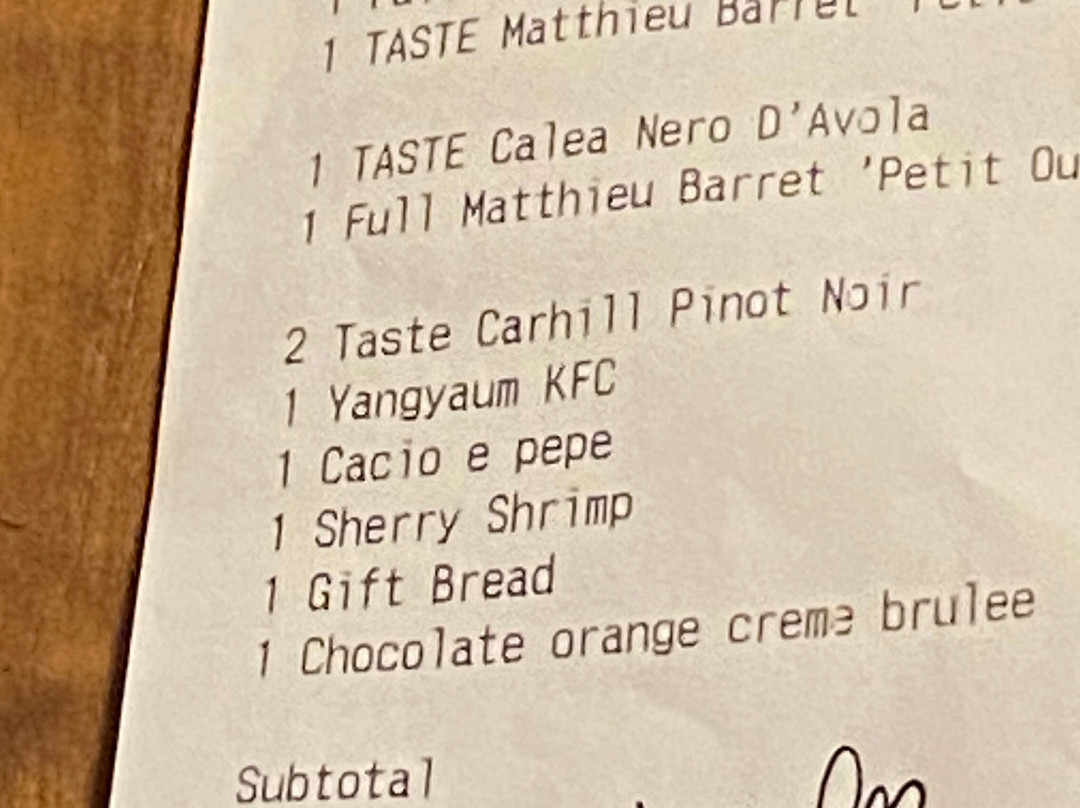 1 TASTE Matthieu Barret
1 TASTE Calea Nero D'Avola
1 Full Matthieu Barret 'Petit Ou
2 Taste Carhill Pinot Noir
1 Yangyaum KFC
1 Cacio e pepe
1 Sherry Shrimp
1 Gift Bread
1 Chocolate orange creme brulee
Subtotal